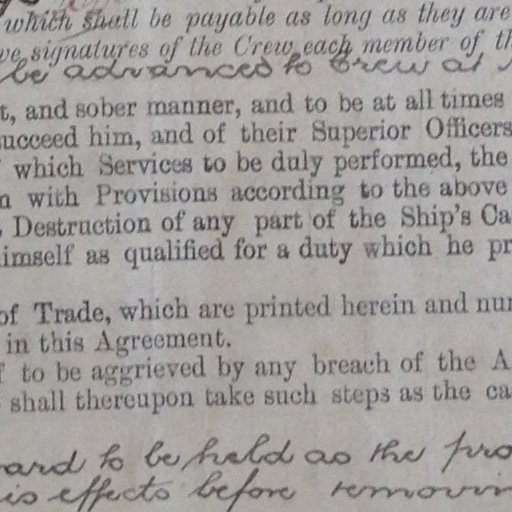 which shall be payable as long as they are
ve signatures of the Crew each member of th
be advanced to Crew at
t, and sober manner, and to be at all times
ucceed him, and of their Superior Officers
which Services to be duly performed, the
n with Provisions according to the above
Destruction of any part of the Ship's Ca
imself as qualified for a duty which he pr
of Trade, which are printed herein and nu
in this Agreement.
f to be aggrieved by any breach of the A
shall thereupon take such steps as the ca
ard to be held as the pro
is effects before remov